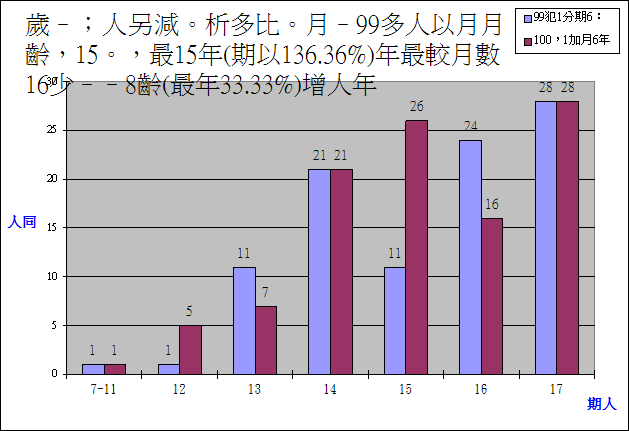 歲－；人另減。析多比。月－99多人以月月
齡，15。，最15年(期以136.36%)年最較月數
16少－－8齡(最年33.33%)增人年
99犯1分期6：
100，1加月6年
30
25
20
15
10
5
0
人同
1 1 1 5 11 7 21 21 11 26 24 16 28 28
7-11 12 13 14 15 16 17
期人